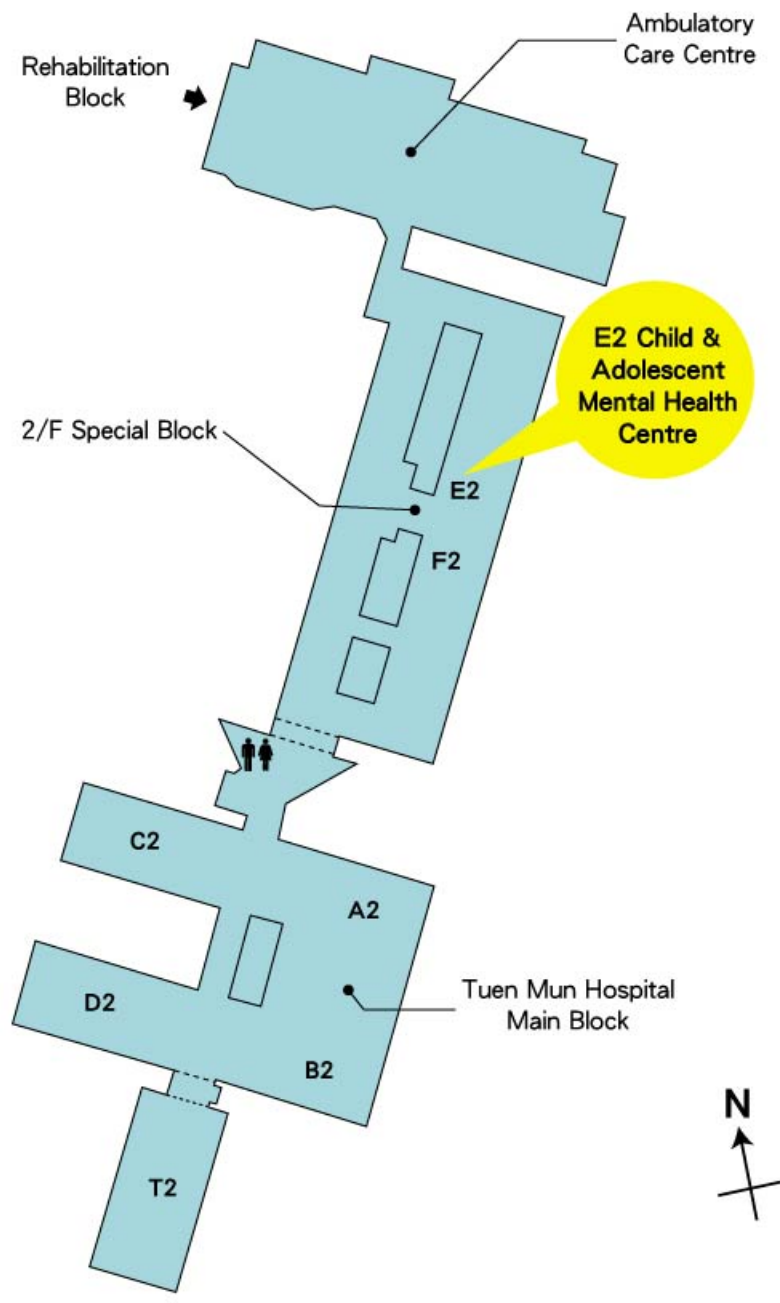 Ambulatory
Care Centre
Rehabilitation
Block
E2 Child &
Adolescent
Mental Health
Centre
2/F Special Block
E2
F2
C2
A2
D2
Tuen Mun Hospital
Main Block
B2
N
T2